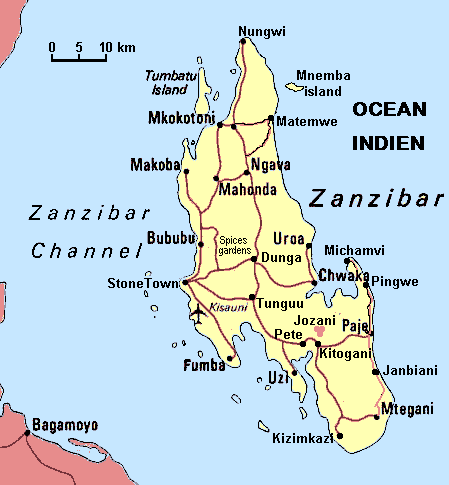 Nungwi
0 5 10 km
Tumbatu
Island
Mnemba
island
OCEAN
INDIEN
Mkokotoni
Matemwe
Makoba
Ngava
Mahonda
Zanzibar
Zanzibar
Channel
Bububu
Spices
gardens
Uroa
Michamvi
Dunga
StoneTown
Chwaka
Pingwe
Tunguu
Kisauni
Jozani
Paje
Pete
Kitogani
Fumba
Uzi
Janbiani
Mtegani
Bagamoyo
Kizimkazi